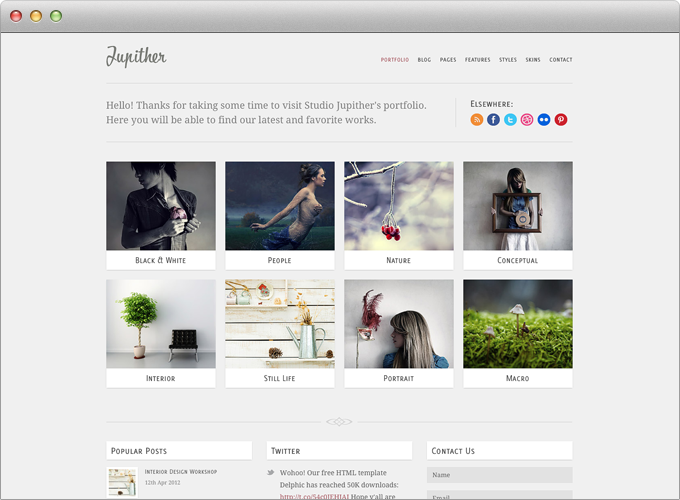 Jupither
PORTFOLIO BLOG PAGES FEATURES STYLES SKINS CONTACT
Hello! Thanks for taking some time to visit Studio Jupither's portfolio.
Here you will be able to find our latest and favorite works.
Elsewhere:
Black & White
People
Nature
Conceptual
Interior
Still Life
Portrait
Macro
Popular Posts
Interior Design Workshop
12th Apr 2012
Twitter
Wohoo! Our free HTML template
Delphic has reached 50K downloads:
Hope y'all are
Contact Us
Name
Email